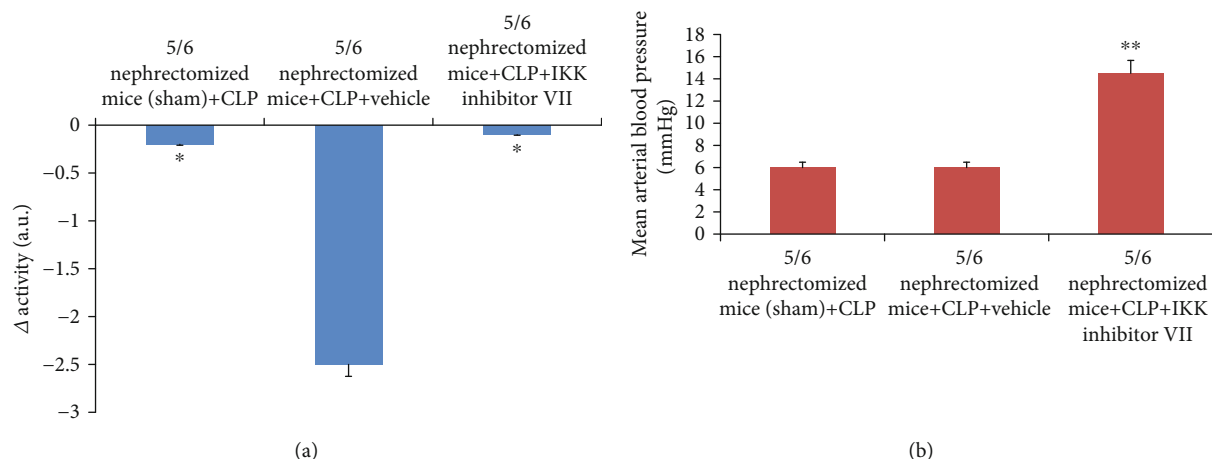 5/6
nephrectomized
mice (sham)+CLP
5/6
nephrectomized
mice+CLP+vehicle
5/6
nephrectomized
mice+CLP+IKK
inhibitor VII
0
−0.5
−1
−1.5
−2
−2.5
−3
Δ activity (a.u.)
*
*
(a)
Mean arterial blood pressure
(mmHg)
18
16
14
12
10
8
6
4
2
0
**
5/6
nephrectomized
mice (sham)+CLP
5/6
nephrectomized
mice+CLP+vehicle
5/6
nephrectomized
mice+CLP+IKK
inhibitor VII
(b)